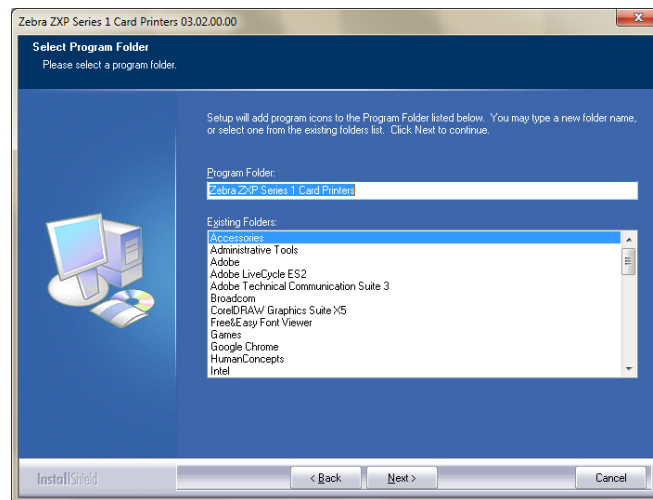 Zebra ZXP Series 1 Card Printers 03.02.00.00
Select Program Folder
Please select a program folder.
Setup will add program icons to the Program Folder listed below. You may type a new folder name,
or select one from the existing folders list. Click Next to continue.
Program Folder:
Zebra ZXP Series 1 Card Printers
Existing Folders:
Accessories
Administrative Tools
Adobe
Adobe LiveCycle ES2
Adobe Technical Communication Suite 3
Broadcom
CorelDRAW Graphics Suite X5
Free&Easy Font Viewer
Games
Google Chrome
HumanConcepts
Intel
InstallShield
< Back
Next >
Cancel